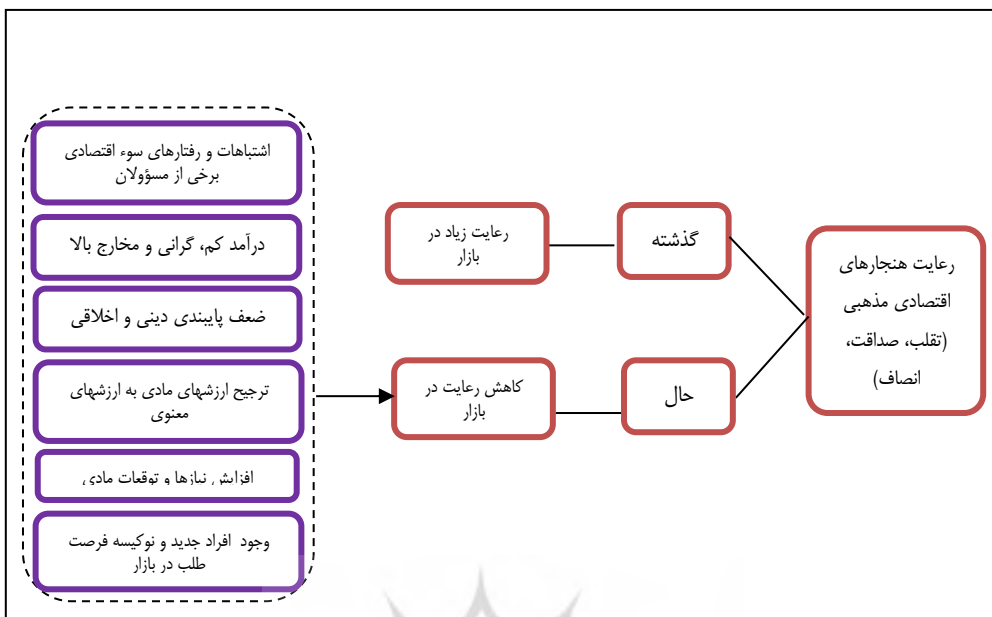 رعایت هنجارهای
اقتصادی مذهبی
(تقلب، صداقت،
انصاف)
گذشته
رعایت زیاد در
بازار
حال
کاهش رعایت در
بازار
اشتباهات و رفتارهای سوء اقتصادی
برخی از مسؤولان
درآمد کم، گرانی و مخارج بالا
ضعف پایبندی دینی و اخلاقی
ترجیح ارزشهای مادی به ارزشهای
معنوی
افزایش نیازها و توقعات مادی
وجود افراد جدید و نوکیسه فرصت
طلب در بازار